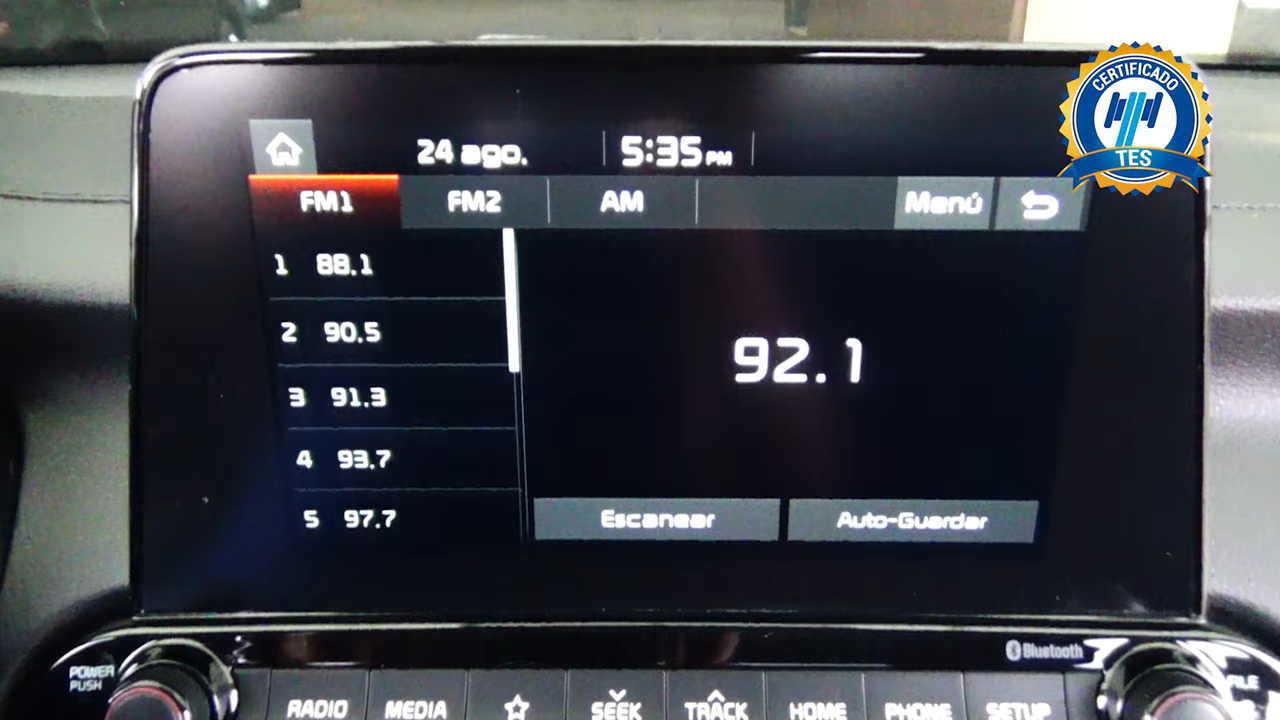 CERTIFICADO
TES
24 ago.
5:35 PM
FM1
FM2
AM
Menú
1 88.1
2 90.5
3 91.3
4 93.7
5 97.7
92.1
Escanear
Auto-Guardar
Bluetooth
POWER
PUSH
FILE
RADIO
MEDIA
SEEK
TRACK
HOME
PHONE
SETUP